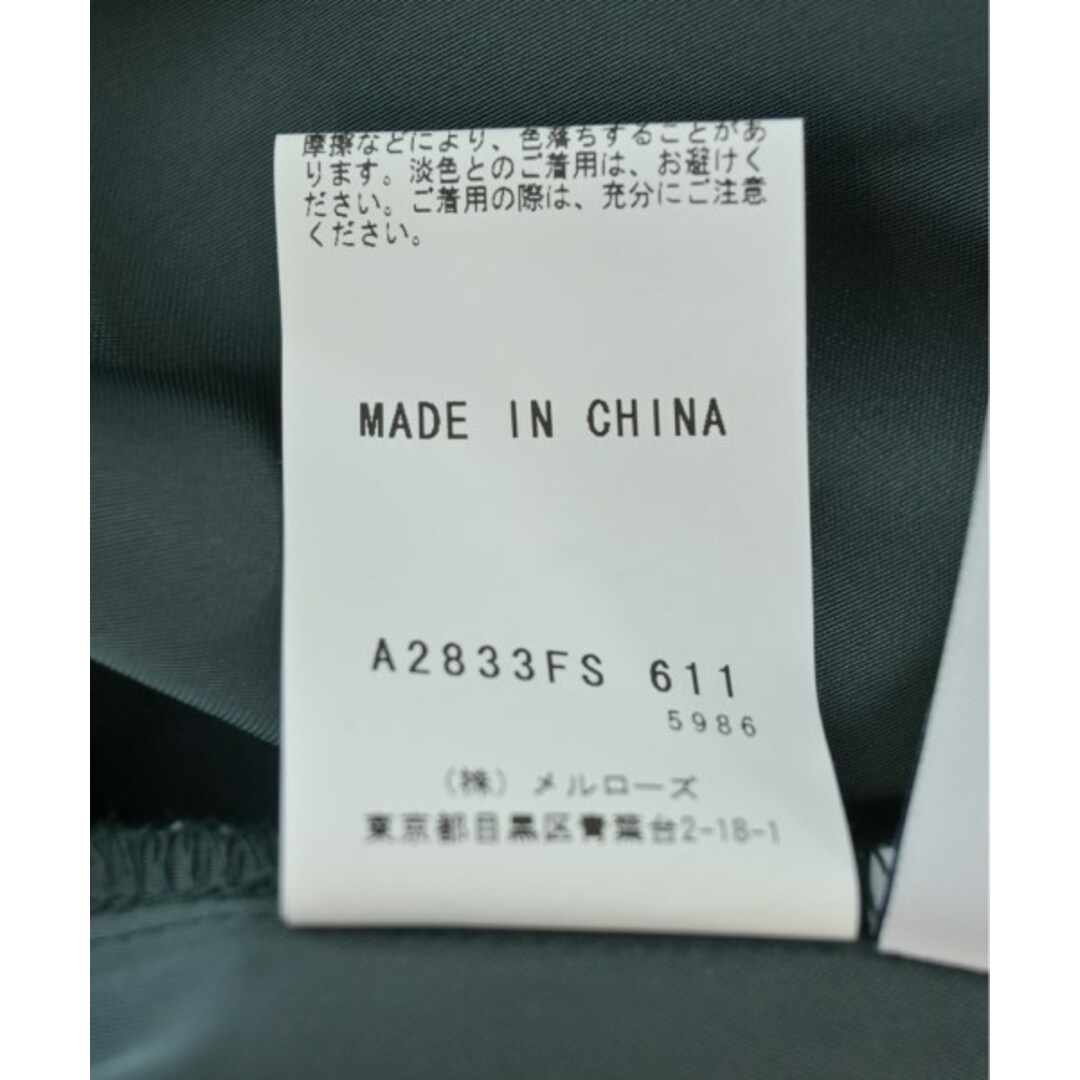 摩擦などにより、色落ちすることがあ
ります。淡色とのご着用は、お避けく
ださい。ご着用の際は、充分にご注意
ください。
MADE IN CHINA
A2833FS 611
5986
(株) メルローズ
東京都目黒区青葉台2-18-1